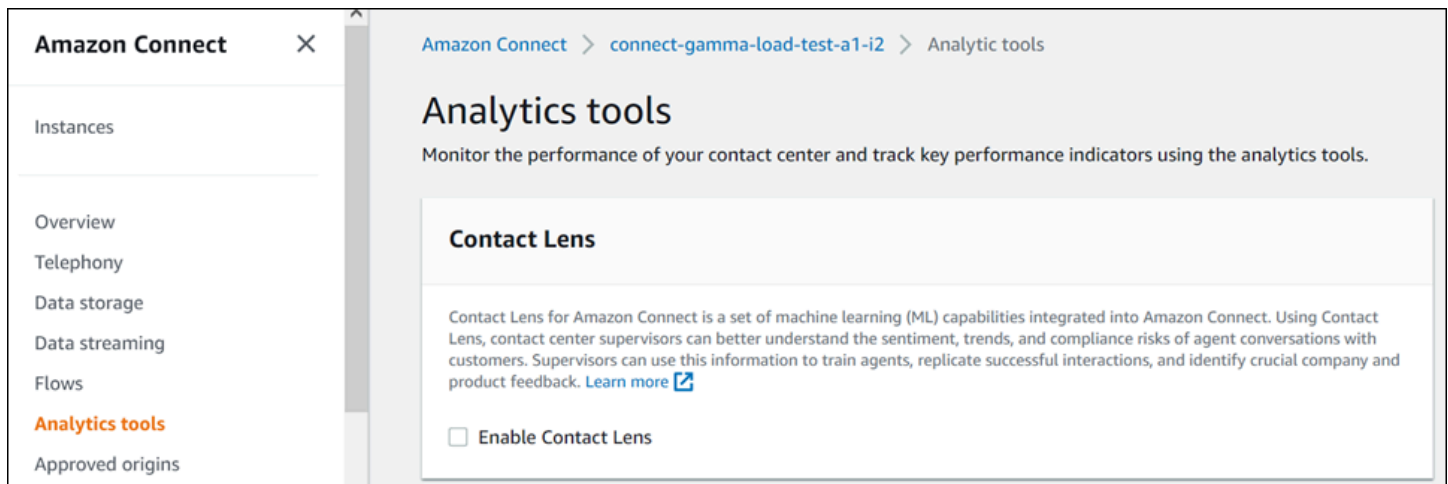 Amazon Connect
Instances
Overview
Telephony
Data storage
Data streaming
Flows
Analytics tools
Approved origins
Amazon Connect > connect-gamma-load-test-a1-i2 > Analytic tools
Analytics tools
Monitor the performance of your contact center and track key performance indicators using the analytics tools.
Contact Lens
Contact Lens for Amazon Connect is a set of machine learning (ML) capabilities integrated into Amazon Connect. Using Contact
Lens, contact center supervisors can better understand the sentiment, trends, and compliance risks of agent conversations with
customers. Supervisors can use this information to train agents, replicate successful interactions, and identify crucial company and
product feedback. Learn more
Enable Contact Lens